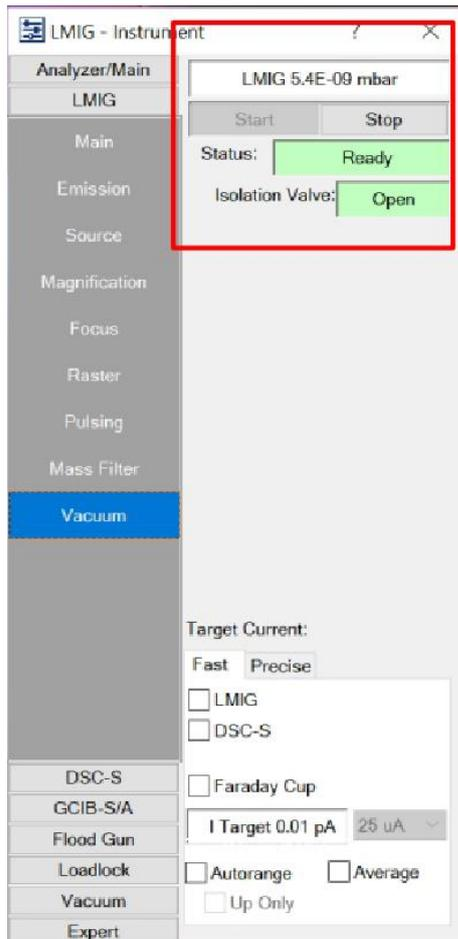 LMIG - Instrument ?
Analyzer/Main
LMIG
Main
Emission
Source
Magnification
Focus
Raster
Pulsing
Mass Filter
Vacuum
LMIG 5.4E-09 mbar
Start Stop
Status: Ready
Isolation Valve: Open
Target Current:
Fast Precise
LMIG
DSC-S
Faraday Cup
I Target 0.01 pA 25 uA
Autorange Average
Up Only
DSC-S
GCIB-S/A
Flood Gun
Loadlock
Vacuum
Expert